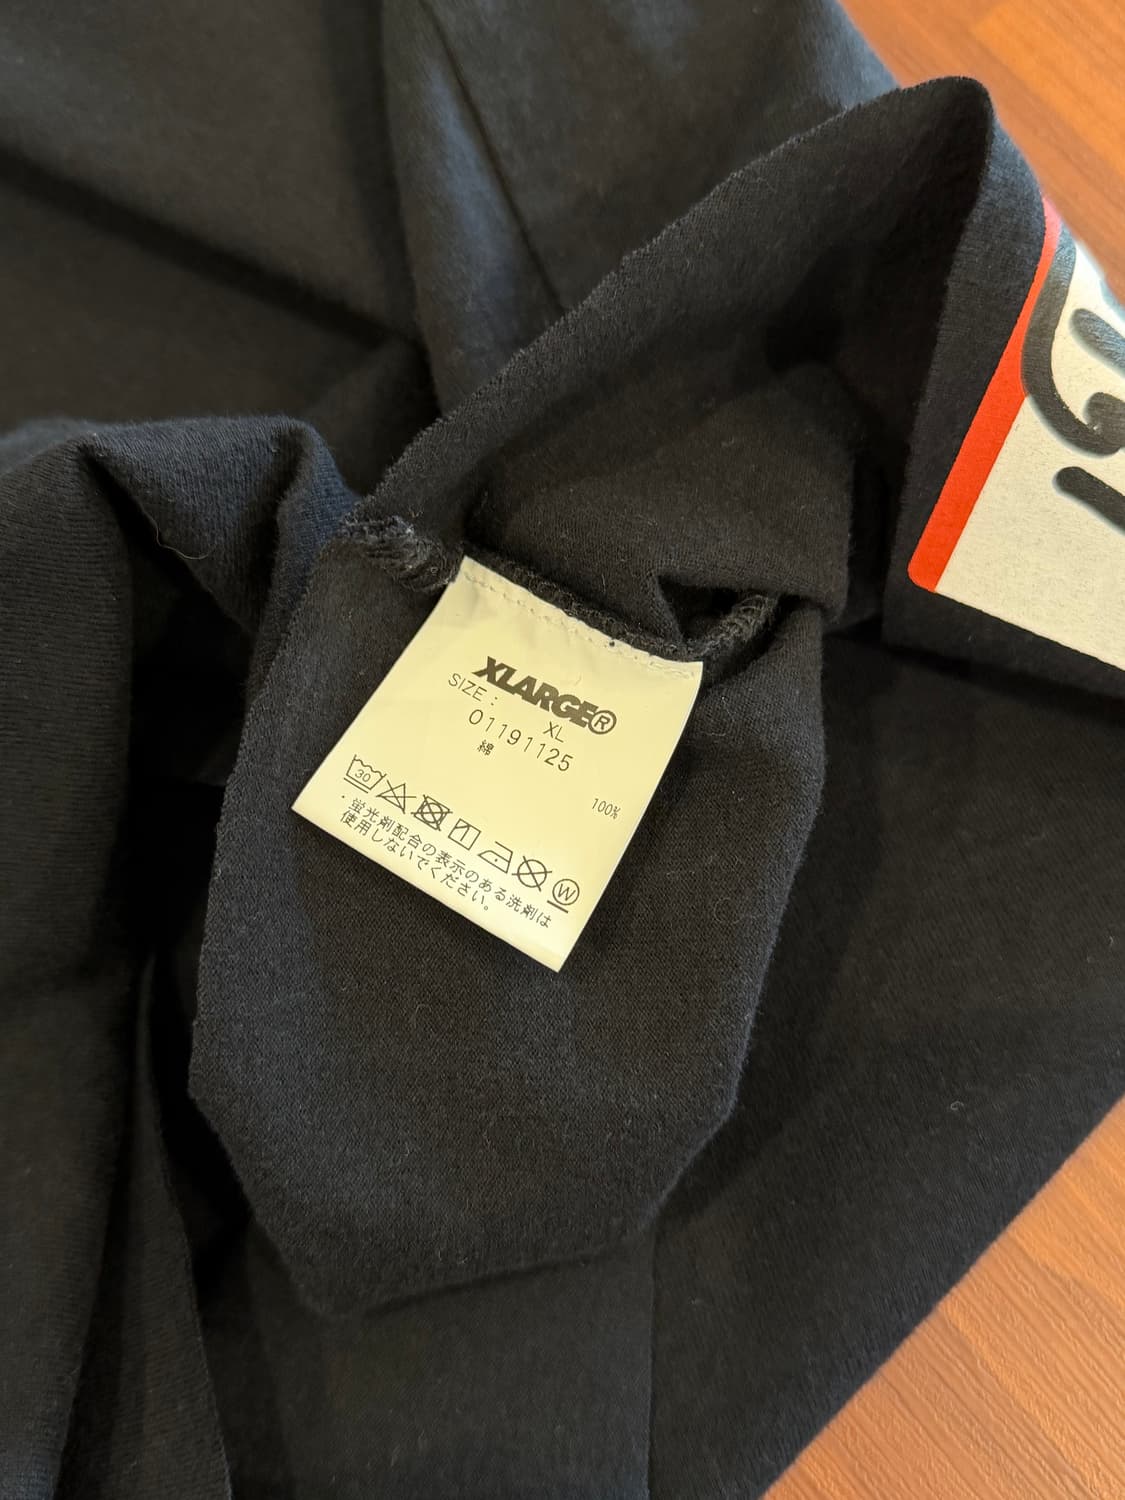 XLARGE®
SIZE: XL
01191125
綿 100%
30
W
・蛍光剤配合の表示のある洗剤は
使用しないでください。